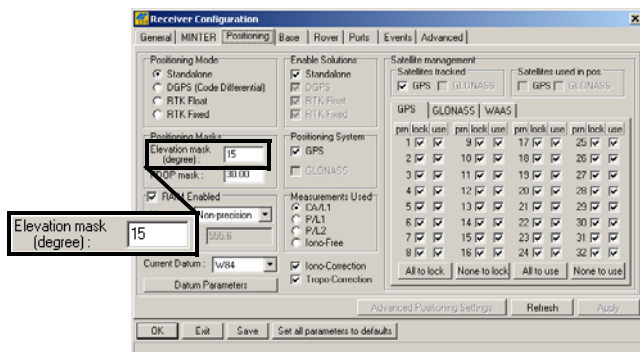 Receiver Configuration
General MINTER Positioning Base Rover Ports Events Advanced
Positioning Mode
Standalone
DGPS (Code Differential)
RTK Float
RTK Fixed
Enable Solutions
Standalone
DGPS
RTK Float
RTK Fixed
Satellite management
Satellites tracked
GPS GLONASS
Satellites used in pos.
GPS GLONASS
GPS GLONASS WAAS
prn lock use prn lock use prn lock use prn lock use
1 9 17 25
2 10 18 26
3 11 19 27
4 12 20 28
5 13 21 29
6 14 22 30
7 15 23 31
8 16 24 32
All to lock None to lock All to use None to use
Positioning Masks
Elevation mask (degree) : 15
PDOP mask : 30.00
Positioning System
GPS
GLONASS
RAIM Enabled
Non-precision
555.6
Measurements Used
CA/L1
P/L1
P/L2
Iono-Free
Elevation mask
(degree) :
15
Current Datum : W84
Datum Parameters
Iono-Correction
Tropo-Correction
Advanced Positioning Settings Refresh Apply
OK Exit Save Set all parameters to defaults